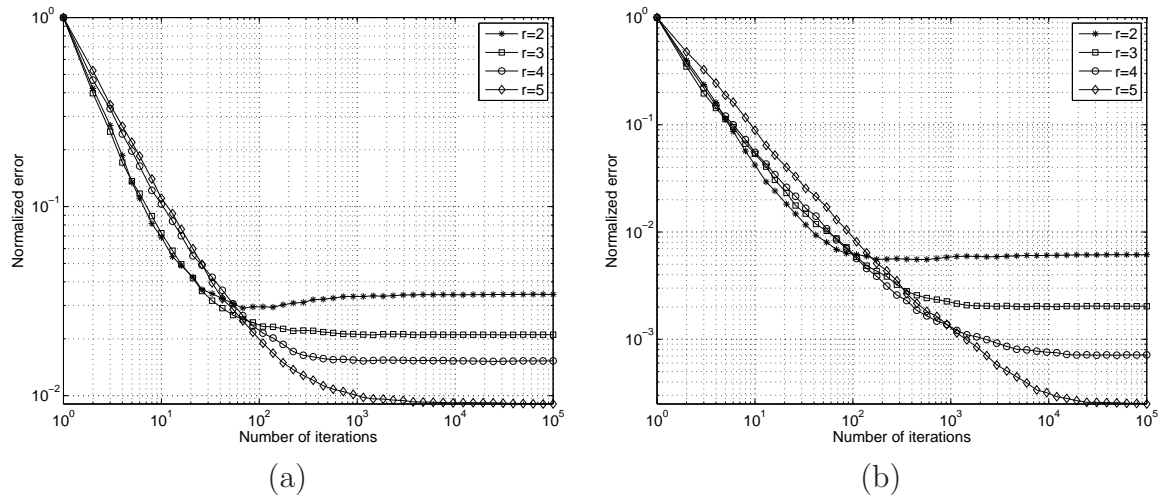 10^0
10^-1
10^-2
Normalized error
10^0 10^1 10^2 10^3 10^4 10^5
Number of iterations
r=2
r=3
r=4
r=5
(a)
10^0
10^-1
10^-2
10^-3
Normalized error
10^0 10^1 10^2 10^3 10^4 10^5
Number of iterations
r=2
r=3
r=4
r=5
(b)